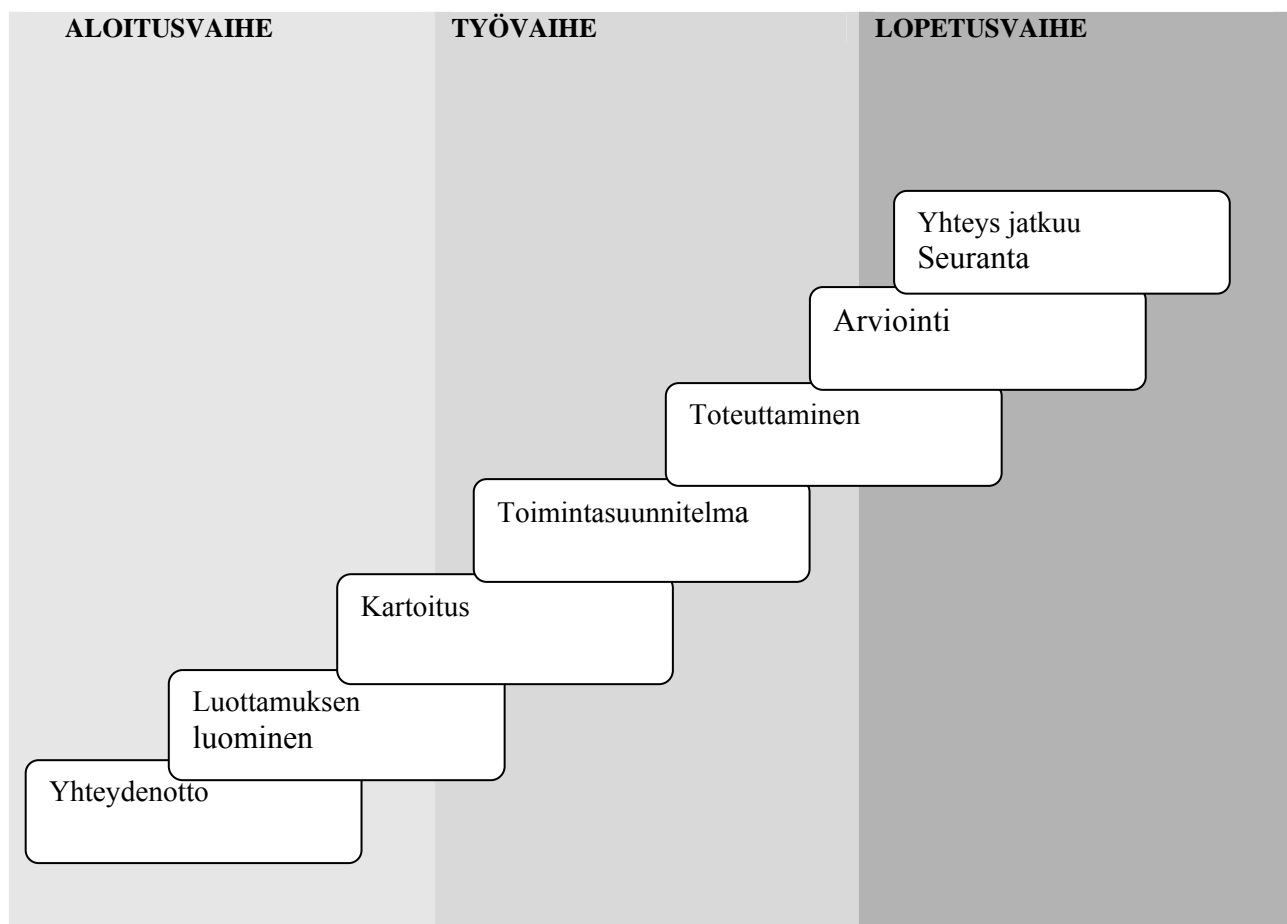 ALOITUSVAIHE
TYÖVAIHE
LOPETUSVAIHE
Yhteys jatkuu
Seuranta
Arviointi
Toteuttaminen
Toimintasuunnitelma
Kartoitus
Luottamuksen
luominen
Yhteydenotto